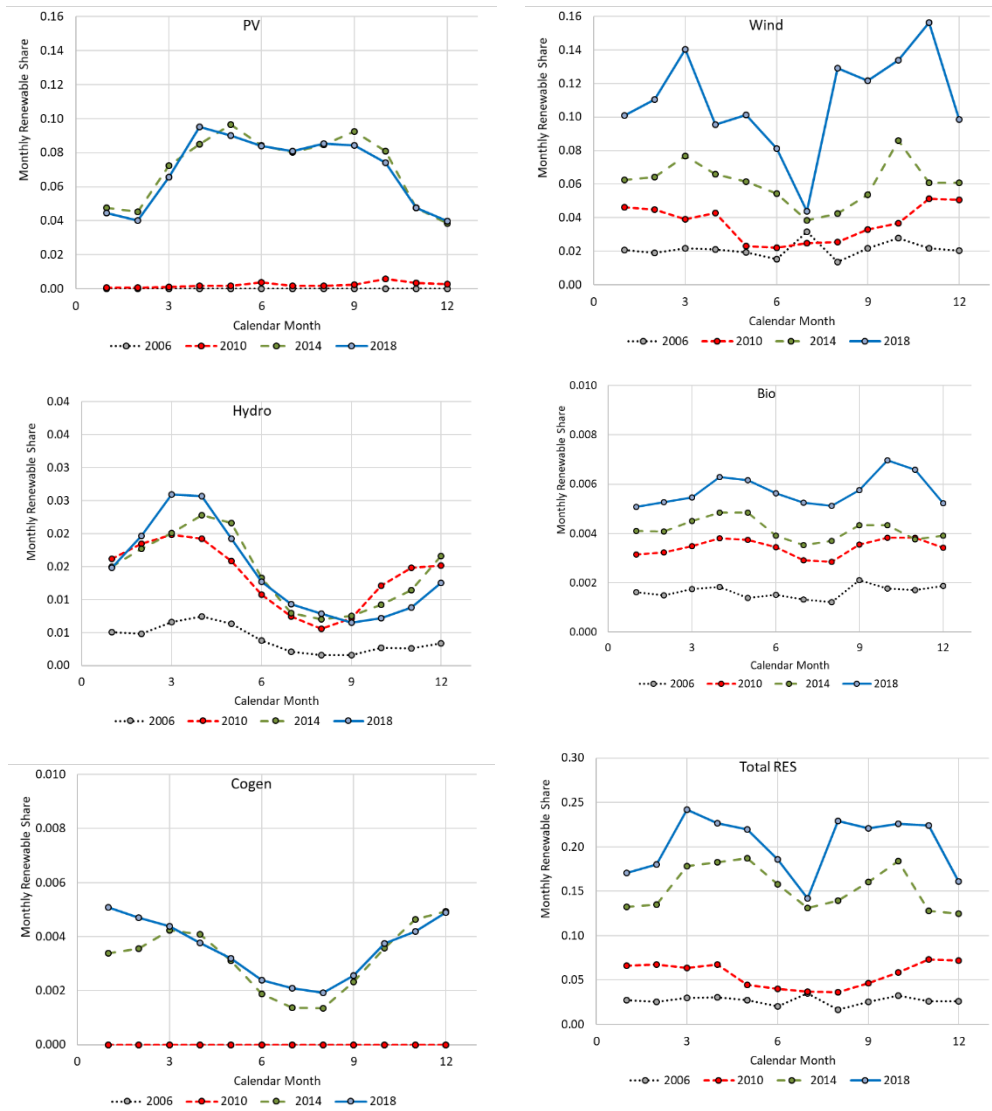 PV
Monthly Renewable Share
0.16
0.14
0.12
0.10
0.08
0.06
0.04
0.02
0.00
0 3 6 9 12
Calendar Month
2006 2010 2014 2018
Wind
Monthly Renewable Share
0.16
0.14
0.12
0.10
0.08
0.06
0.04
0.02
0.00
0 3 6 9 12
Calendar Month
2006 2010 2014 2018
Hydro
Monthly Renewable Share
0.04
0.04
0.03
0.03
0.02
0.02
0.01
0.01
0.00
0 3 6 9 12
Calendar Month
2006 2010 2014 2018
Bio
Monthly Renewable Share
0.010
0.008
0.006
0.004
0.002
0.000
0 3 6 9 12
Calendar Month
2006 2010 2014 2018
Cogen
Monthly Renewable Share
0.010
0.008
0.006
0.004
0.002
0.000
0 3 6 9 12
Calendar Month
2006 2010 2014 2018
Total RES
Monthly Renewable Share
0.30
0.25
0.20
0.15
0.10
0.05
0.00
0 3 6 9 12
Calendar Month
2006 2010 2014 2018